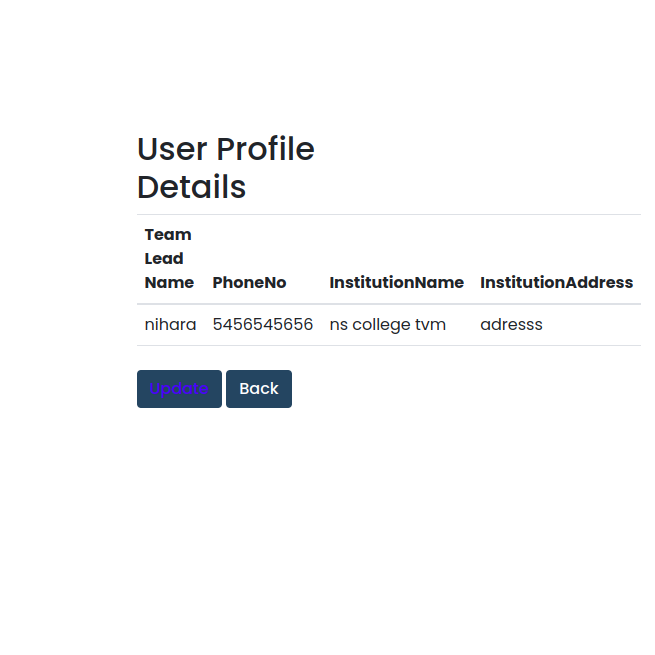 User Profile
Details
Team
Lead
Name PhoneNo InstitutionName InstitutionAddress
nihara 5456545656 ns college tvm adresss
Update Back